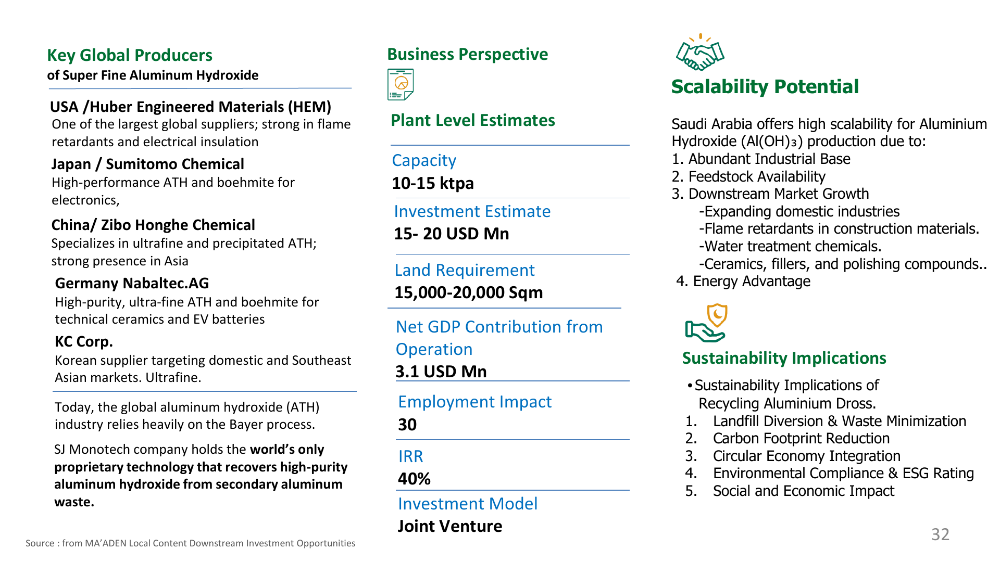 Key Global Producers
of Super Fine Aluminum Hydroxide
USA /Huber Engineered Materials (HEM)
One of the largest global suppliers; strong in flame
retardants and electrical insulation
Japan / Sumitomo Chemical
High-performance ATH and boehmite for
electronics,
China/ Zibo Honghe Chemical
Specializes in ultrafine and precipitated ATH;
strong presence in Asia
Germany Nabaltec.AG
High-purity, ultra-fine ATH and boehmite for
technical ceramics and EV batteries
KC Corp.
Korean supplier targeting domestic and Southeast
Asian markets. Ultrafine.
Today, the global aluminum hydroxide (ATH)
industry relies heavily on the Bayer process.
SJ Monotech company holds the world’s only
proprietary technology that recovers high-purity
aluminum hydroxide from secondary aluminum
waste.
Source : from MA’ADEN Local Content Downstream Investment Opportunities
Business Perspective
Plant Level Estimates
Capacity
10-15 ktpa
Investment Estimate
15- 20 USD Mn
Land Requirement
15,000-20,000 Sqm
Net GDP Contribution from
Operation
3.1 USD Mn
Employment Impact
30
IRR
40%
Investment Model
Joint Venture
Scalability Potential
Saudi Arabia offers high scalability for Aluminium
Hydroxide (Al(OH)₃) production due to:
1. Abundant Industrial Base
2. Feedstock Availability
3. Downstream Market Growth
-Expanding domestic industries
-Flame retardants in construction materials.
-Water treatment chemicals.
-Ceramics, fillers, and polishing compounds..
4. Energy Advantage
Sustainability Implications
•Sustainability Implications of
Recycling Aluminium Dross.
1. Landfill Diversion & Waste Minimization
2. Carbon Footprint Reduction
3. Circular Economy Integration
4. Environmental Compliance & ESG Rating
5. Social and Economic Impact
32